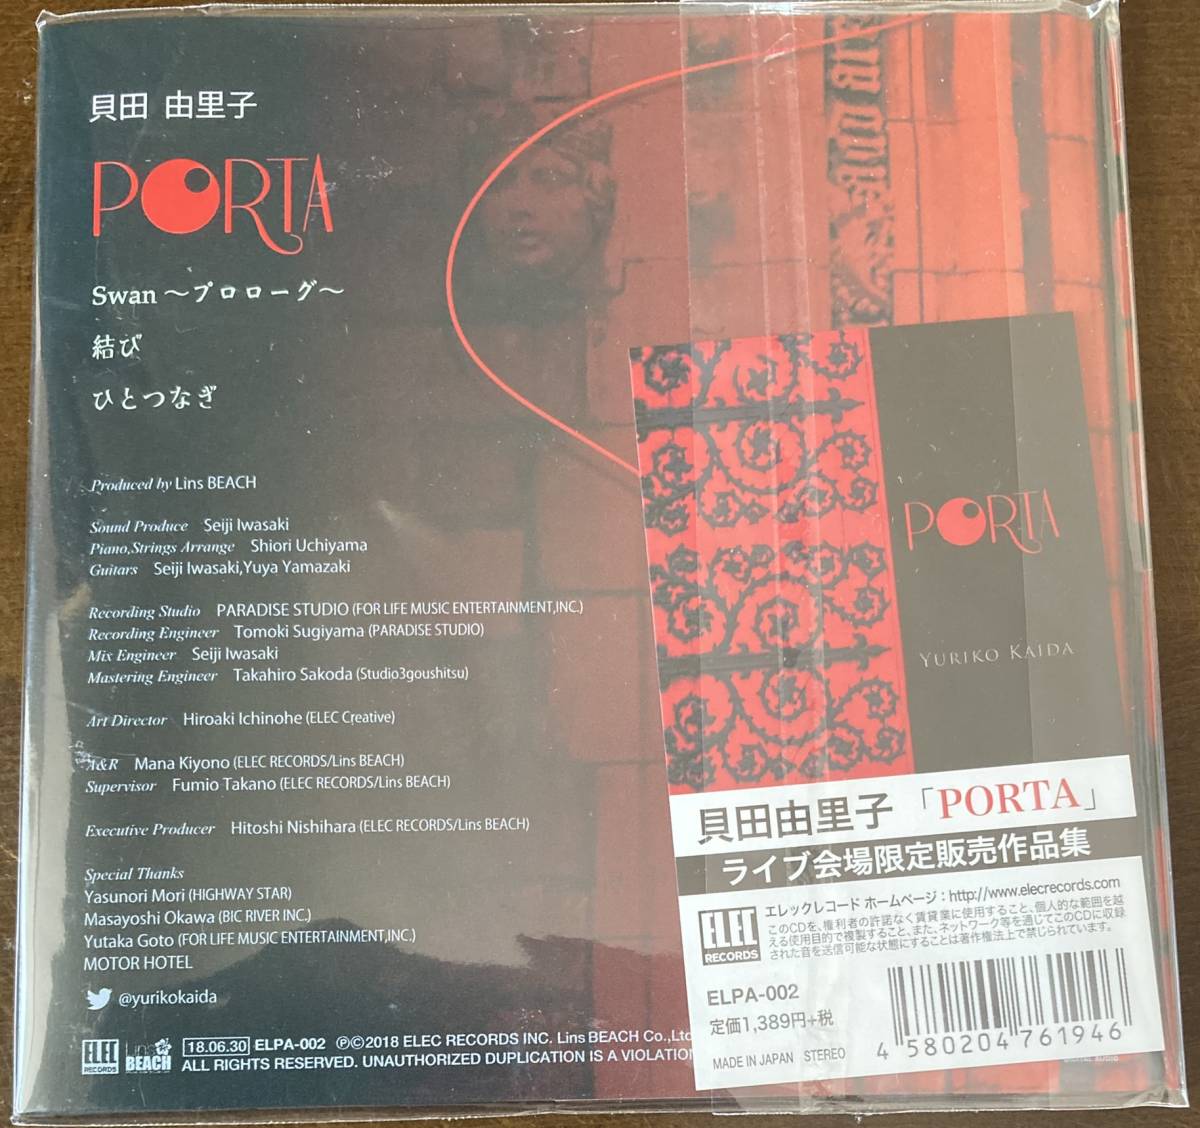 貝田 由里子
PORTA
Swan ～プロローグ～
結び
ひとつなぎ
Produced by Lins BEACH
Sound Produce Seiji Iwasaki
Piano,Strings Arrange Shiori Uchiyama
Guitars Seiji Iwasaki,Yuya Yamazaki
Recording Studio PARADISE STUDIO (FOR LIFE MUSIC ENTERTAINMENT,INC.)
Recording Engineer Tomoki Sugiyama (PARADISE STUDIO)
Mix Engineer Seiji Iwasaki
Mastering Engineer Takahiro Sakoda (Studio3goushitsu)
Art Director Hiroaki Ichinohe (ELEC Creative)
A&R Mana Kiyono (ELEC RECORDS/Lins BEACH)
Supervisor Fumio Takano (ELEC RECORDS/Lins BEACH)
Executive Producer Hitoshi Nishihara (ELEC RECORDS/Lins BEACH)
Special Thanks
Yasunori Mori (HIGHWAY STAR)
Masayoshi Okawa (BIC RIVER INC.)
Yutaka Goto (FOR LIFE MUSIC ENTERTAINMENT,INC.)
MOTOR HOTEL
@yurikokaida
ELEC RECORDS
Lins BEACH
18.06.30 ELPA-002 ℗©2018 ELEC RECORDS INC. Lins BEACH Co.,Ltd
ALL RIGHTS RESERVED. UNAUTHORIZED DUPLICATION IS A VIOLATION
PORTA
YURIKO KAIDA
貝田由里子 「PORTA」
ライブ会場限定販売作品集
ELEC RECORDS
エレックレコード ホームページ：http://www.elecrecords.com
このCDを、権利者の許諾なく賃貸業に使用すること、個人的な範囲を越
える使用目的で複製すること、また、ネットワーク等を通じてこのCDに収録
された音を送信可能な状態にすることは著作権法上で禁じられています。
ELPA-002
定価1,389円+税
MADE IN JAPAN STEREO
4 580204 761946
DIGITAL AUDIO